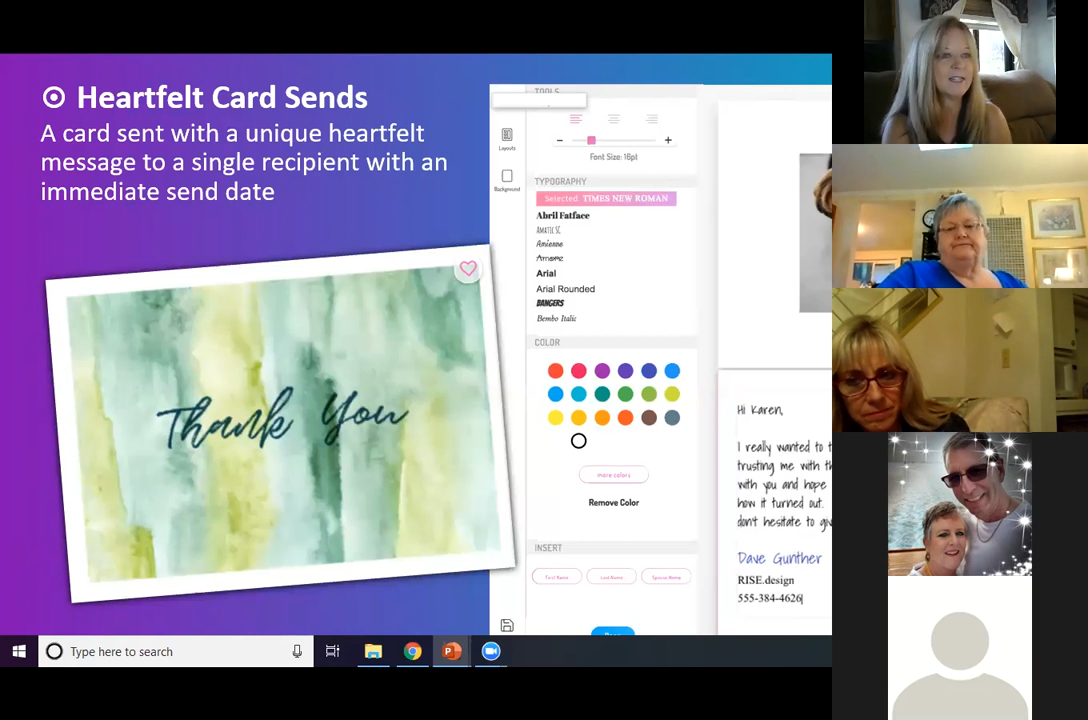 Heartfelt Card Sends
A card sent with a unique heartfelt
message to a single recipient with an
immediate send date
Thank You
TOOLS
Layouts
Background
Font Size: 16pt
TYPOGRAPHY
Selected TIMES NEW ROMAN
Abril Fatface
AMATIC SC
Arizonia
Arial
Arial Rounded
BANGERS
Bembo Italic
COLOR
more colors
Remove Color
INSERT
First Name
Last Name
Spouse Name
Hi Karen,
I really wanted to t
trusting me with th
with you and hope
how it turned out.
don't hesitate to giv
Dave Gunther
RISE.design
555-384-4626
Type here to search